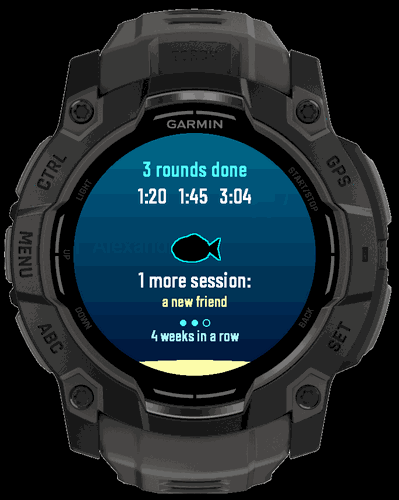 GARMIN
CTRL
LIGHT
GPS
START/STOP
3 rounds done
1:20 1:45 3:04
MENU
UP
1 more session:
a new friend
4 weeks in a row
DOWN
ABC
BACK
SET